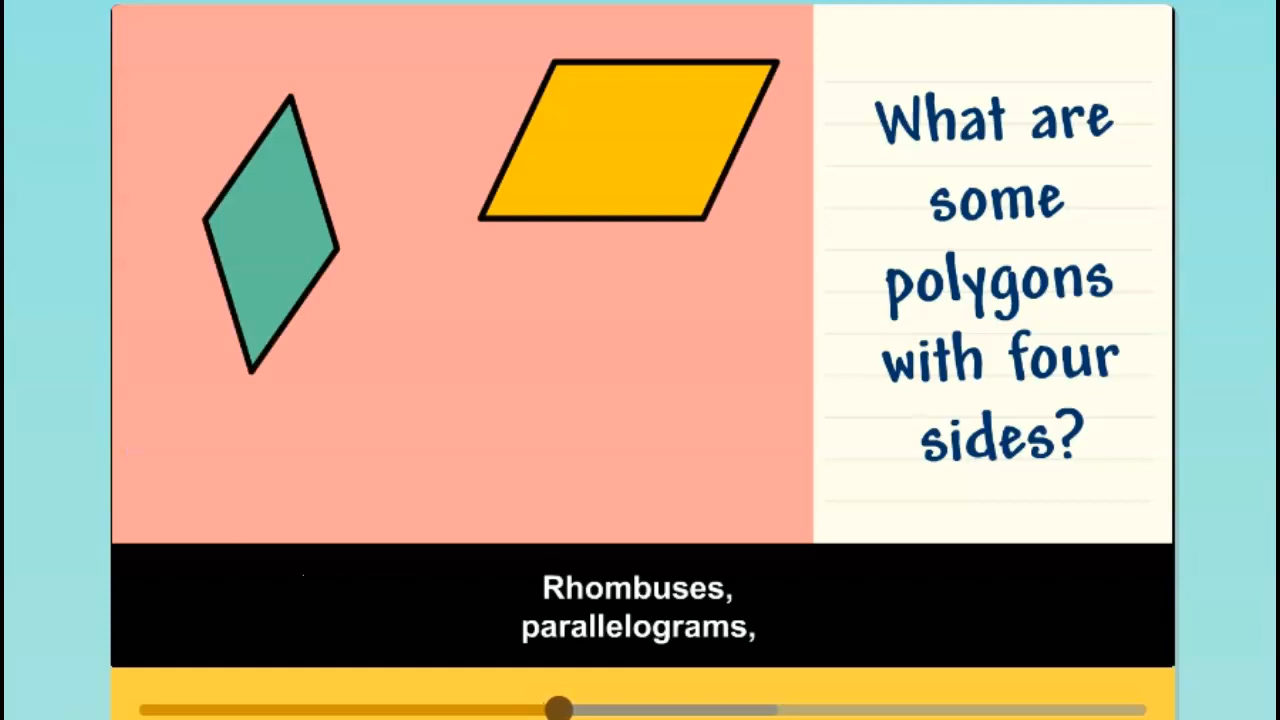 What are
some
polygons
with four
sides?
Rhombuses,
parallelograms,